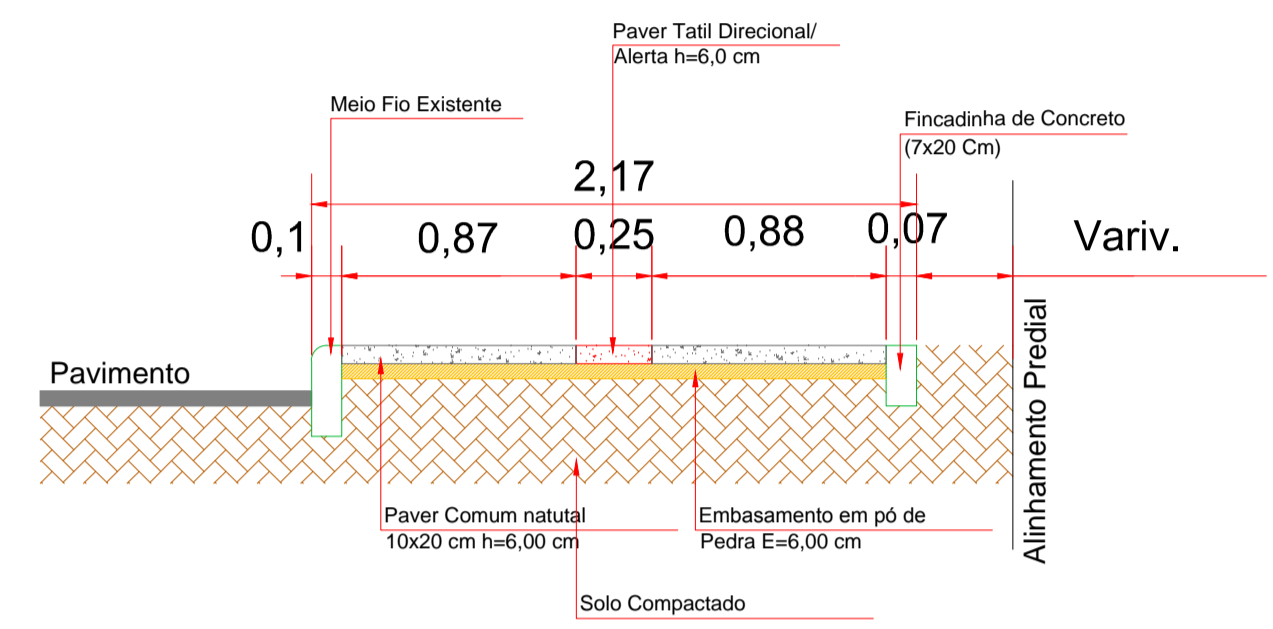 Paver Tatil Direcional/
Alerta h=6,0 cm
Meio Fio Existente
Fincadinha de Concreto
(7x20 Cm)
2,17
0,1
0,87
0,25
0,88
0,07
Variv.
Pavimento
Alinhamento Predial
Paver Comum natutal
10x20 cm h=6,00 cm
Embasamento em pó de
Pedra E=6,00 cm
Solo Compactado